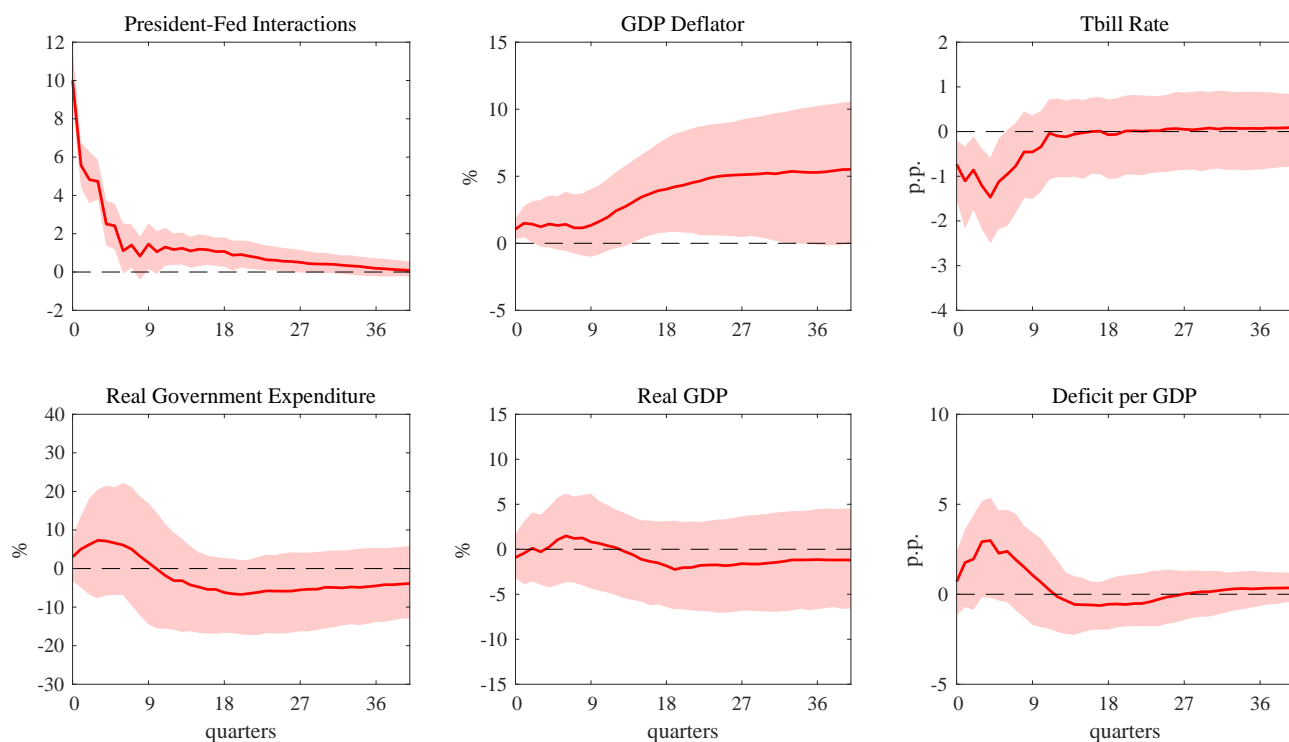 President-Fed Interactions
12
10
8
6
4
2
0
-2
0 9 18 27 36
GDP Deflator
%
15
10
5
0
-5
0 9 18 27 36
Tbill Rate
p.p.
2
1
0
-1
-2
-3
-4
0 9 18 27 36
Real Government Expenditure
%
40
30
20
10
0
-10
-20
-30
0 9 18 27 36
quarters
Real GDP
%
15
10
5
0
-5
-10
-15
0 9 18 27 36
quarters
Deficit per GDP
p.p.
10
5
0
-5
0 9 18 27 36
quarters